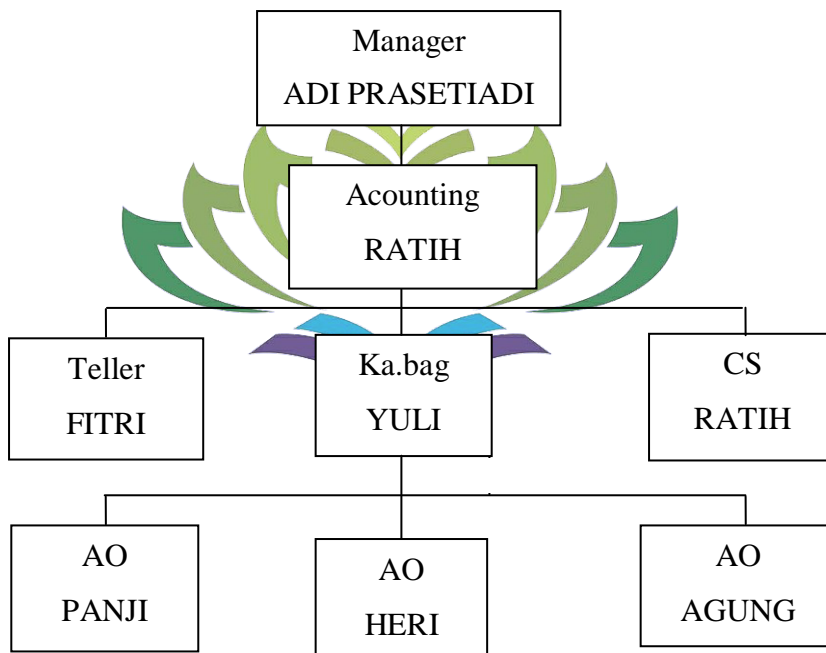 Manager
ADI PRASETIADI
Acounting
RATIH
Teller
FITRI
Ka.bag
YULI
CS
RATIH
AO
PANJI
AO
HERI
AO
AGUNG